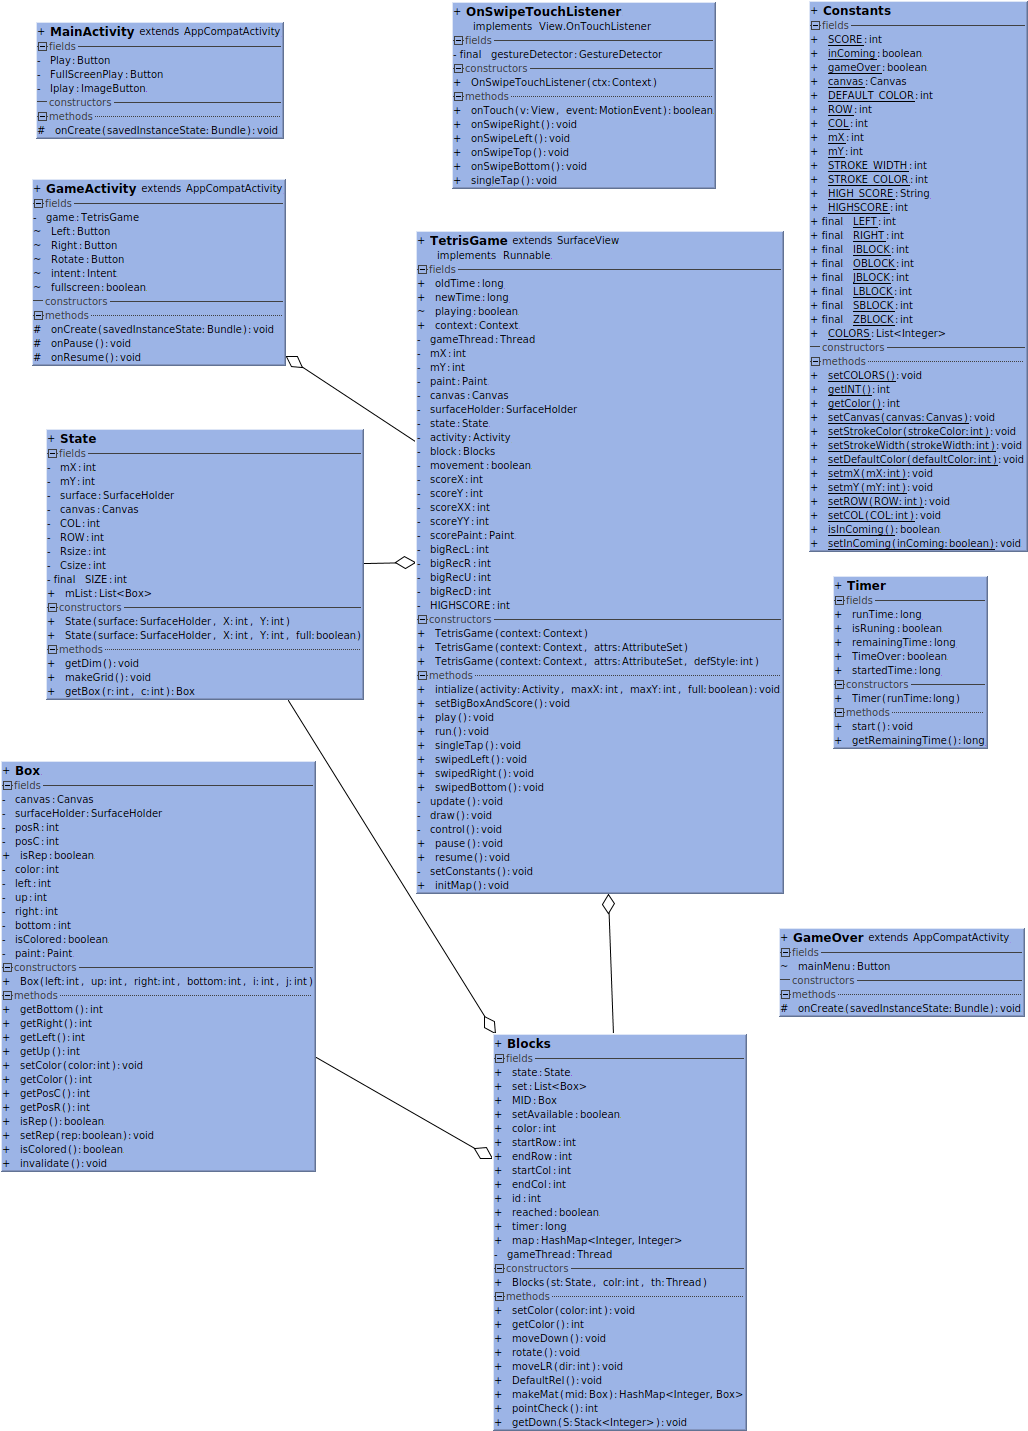 + MainActivity extends AppCompatActivity
fields
- Play : Button
- FullScreenPlay : Button
- Iplay : ImageButton
constructors
methods
# onCreate (savedInstanceState: Bundle) : void
+ GameActivity extends AppCompatActivity
fields
- game : TetrisGame
~ Left : Button
~ Right : Button
~ Rotate : Button
~ intent : Intent
~ fullscreen : boolean
constructors
methods
# onCreate (savedInstanceState: Bundle) : void
# onPause () : void
# onResume () : void
+ State
fields
- mX : int
- mY : int
- surface : SurfaceHolder
- canvas : Canvas
- COL : int
- ROW : int
- Rsize : int
- Csize : int
- final SIZE : int
+ mList : List<Box>
constructors
+ State (surface: SurfaceHolder , X: int , Y: int )
+ State (surface: SurfaceHolder , X: int , Y: int , full: boolean)
methods
+ getDim () : void
+ makeGrid () : void
+ getBox (r: int , c: int ) : Box
+ Box
fields
- canvas : Canvas
- surfaceHolder : SurfaceHolder
- posR : int
- posC : int
+ isRep : boolean
- color : int
- left : int
- up : int
- right : int
- bottom : int
- isColored : boolean
- paint : Paint
constructors
+ Box (left: int , up: int , right: int , bottom: int , i: int , j: int )
methods
+ getBottom () : int
+ getRight () : int
+ getLeft () : int
+ getUp () : int
+ setColor (color: int ) : void
+ getColor () : int
+ getPosC () : int
+ getPosR () : int
+ isRep () : boolean
+ setRep (rep: boolean) : void
+ isColored () : boolean
+ invalidate () : void
+ OnSwipeTouchListener
implements View.OnTouchListener
fields
- final gestureDetector : GestureDetector
constructors
+ OnSwipeTouchListener (ctx: Context )
methods
+ onTouch (v: View , event: MotionEvent) : boolean
+ onSwipeRight () : void
+ onSwipeLeft () : void
+ onSwipeTop () : void
+ onSwipeBottom () : void
+ singleTap () : void
+ TetrisGame extends SurfaceView
implements Runnable
fields
+ oldTime : long
+ newTime : long
~ playing : boolean
+ context : Context
- gameThread : Thread
- mX : int
- mY : int
- paint : Paint
- canvas : Canvas
- surfaceHolder : SurfaceHolder
- state : State
- activity : Activity
- block : Blocks
- movement : boolean
- scoreX : int
- scoreY : int
- scoreXX : int
- scoreYY : int
- scorePaint : Paint
- bigRecL : int
- bigRecR : int
- bigRecU : int
- bigRecD : int
- HIGHSCORE : int
constructors
+ TetrisGame (context: Context )
+ TetrisGame (context: Context , attrs: AttributeSet )
+ TetrisGame (context: Context , attrs: AttributeSet , defStyle: int )
methods
+ intialize (activity: Activity , maxX: int , maxY: int , full: boolean) : void
+ setBigBoxAndScore () : void
+ play () : void
+ run () : void
+ singleTap () : void
+ swipedLeft () : void
+ swipedRight () : void
+ swipedBottom () : void
- update () : void
- draw () : void
- control () : void
+ pause () : void
+ resume () : void
- setConstants () : void
+ initMap () : void
+ Blocks
fields
+ state : State
+ set : List<Box>
+ MID : Box
+ setAvailable : boolean
+ color : int
+ startRow : int
+ endRow : int
+ startCol : int
+ endCol : int
+ id : int
+ reached : boolean
+ timer : long
+ map : HashMap<Integer, Integer>
- gameThread : Thread
constructors
+ Blocks (st: State , colr: int , th: Thread )
methods
+ setColor (color: int ) : void
+ getColor () : int
+ moveDown () : void
+ rotate () : void
+ moveLR (dir: int ) : void
+ DefaultRel () : void
+ makeMat (mid: Box) : HashMap<Integer, Box>
+ pointCheck () : int
+ getDown (S: Stack<Integer> ) : void
+ Constants
fields
+ SCORE : int
+ inComing : boolean
+ gameOver : boolean
+ canvas : Canvas
+ DEFAULT_COLOR : int
+ ROW : int
+ COL : int
+ mX : int
+ mY : int
+ STROKE_WIDTH : int
+ STROKE_COLOR : int
+ HIGH_SCORE : String
+ HIGHSCORE : int
+ final LEFT : int
+ final RIGHT : int
+ final IBLOCK : int
+ final OBLOCK : int
+ final JBLOCK : int
+ final LBLOCK : int
+ final SBLOCK : int
+ final ZBLOCK : int
+ COLORS : List<Integer>
constructors
methods
+ setCOLORS () : void
+ getINT () : int
+ getColor () : int
+ setCanvas (canvas: Canvas) : void
+ setStrokeColor (strokeColor: int ) : void
+ setStrokeWidth (strokeWidth: int ) : void
+ setDefaultColor (defaultColor: int ) : void
+ setmX (mX: int ) : void
+ setmY (mY: int ) : void
+ setROW (ROW: int ) : void
+ setCOL (COL: int ) : void
+ isInComing () : boolean
+ setInComing (inComing: boolean) : void
+ Timer
fields
+ runTime : long
+ isRuning : boolean
+ remainingTime : long
+ TimeOver : boolean
+ startedTime : long
constructors
+ Timer (runTime: long )
methods
+ start () : void
+ getRemainingTime () : long
+ GameOver extends AppCompatActivity
fields
~ mainMenu : Button
constructors
methods
# onCreate (savedInstanceState: Bundle) : void